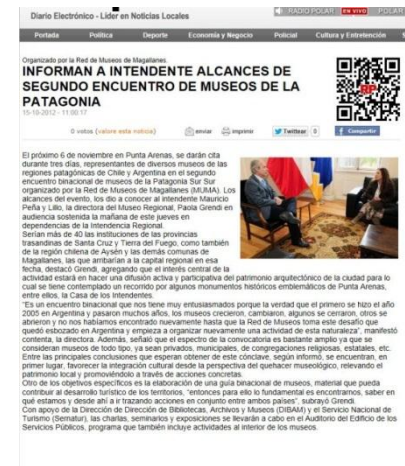 Diario Electrónico - Lider en Noticias Locales
RADIO POLAR EN VIVO POLAR
Portada Política Deporte Economía y Negocio Policial Cultura y Entretención
Organizado por la Red de Museos de Magallanes
INFORMAN A INTENDENTE ALCANCES DE
SEGUNDO ENCUENTRO DE MUSEOS DE LA
PATAGONIA
15-10-2012 - 11:06:17
0 votos (valore esta noticia) enviar imprimir Twittear 0 Compartir
El próximo 6 de noviembre en Punta Arenas, se darán cita
durante tres días, representantes de diversos museos de las
regiones patagónicas de Chile y Argentina en el segundo
encuentro binacional de museos de la Patagonia Sur Sur
organizado por la Red de Museos de Magallanes (MUMA). Los
alcances del evento, los dio a conocer al intendente Mauricio
Peña y Lillo, la directora del Museo Regional, Paola Grendi en
audiencia sostenida la mañana de este jueves en
dependencias de la Intendencia Regional.
Serían más de 40 las instituciones de las provincias
trasandinas de Santa Cruz y Tierra del Fuego, como también
de la región chilena de Aysén y las demás comunas de
Magallanes, las que arribarían a la capital regional en esa
fecha, destacó Grendi, agregando que el interés central de la
actividad estará en hacer una difusión activa y participativa del patrimonio arquitectónico de la ciudad para lo
cual se tiene contemplado un recorrido por algunos monumentos históricos emblemáticos de Punta Arenas,
entre ellos, la Casa de los Intendentes.
"Es un encuentro binacional que nos tiene muy entusiasmados porque la verdad que el primero se hizo el año
2005 en Argentina y pasaron muchos años, los museos crecieron, cambiaron, algunos se cerraron, otros se
abrieron y no nos habíamos encontrado nuevamente hasta que la Red de Museos toma este desafío que
quedó esbozado en Argentina y empieza a organizar nuevamente una actividad de esta naturaleza", manifestó
contenta, la directora. Además, señaló que el espectro de la convocatoria es bastante amplio ya que se
consideran museos de todo tipo, ya sean privados, municipales, de congregaciones religiosas, estatales, etc.
Entre las principales conclusiones que esperan obtener de este cónclave, según informó, se encuentran, en
primer lugar, favorecer la integración cultural desde la perspectiva del quehacer museológico, relevando el
patrimonio local y promoviéndolo a través de acciones concretas.
Otro de los objetivos específicos es la elaboración de una guía binacional de museos, material que pueda
contribuir al desarrollo turístico de los territorios, "entonces para ello lo fundamental es encontrarnos, saber en
qué estamos y desde ahí a ir trazando acciones en conjunto entre ambos países", subrayó Grendi.
Con apoyo de la Dirección de Dirección de Bibliotecas, Archivos y Museos (DIBAM) y el Servicio Nacional de
Turismo (Sernatur), las charlas, seminarios y exposiciones se llevarán a cabo en el Auditorio del Edificio de los
Servicios Públicos, programa que también incluye actividades al interior de los museos.